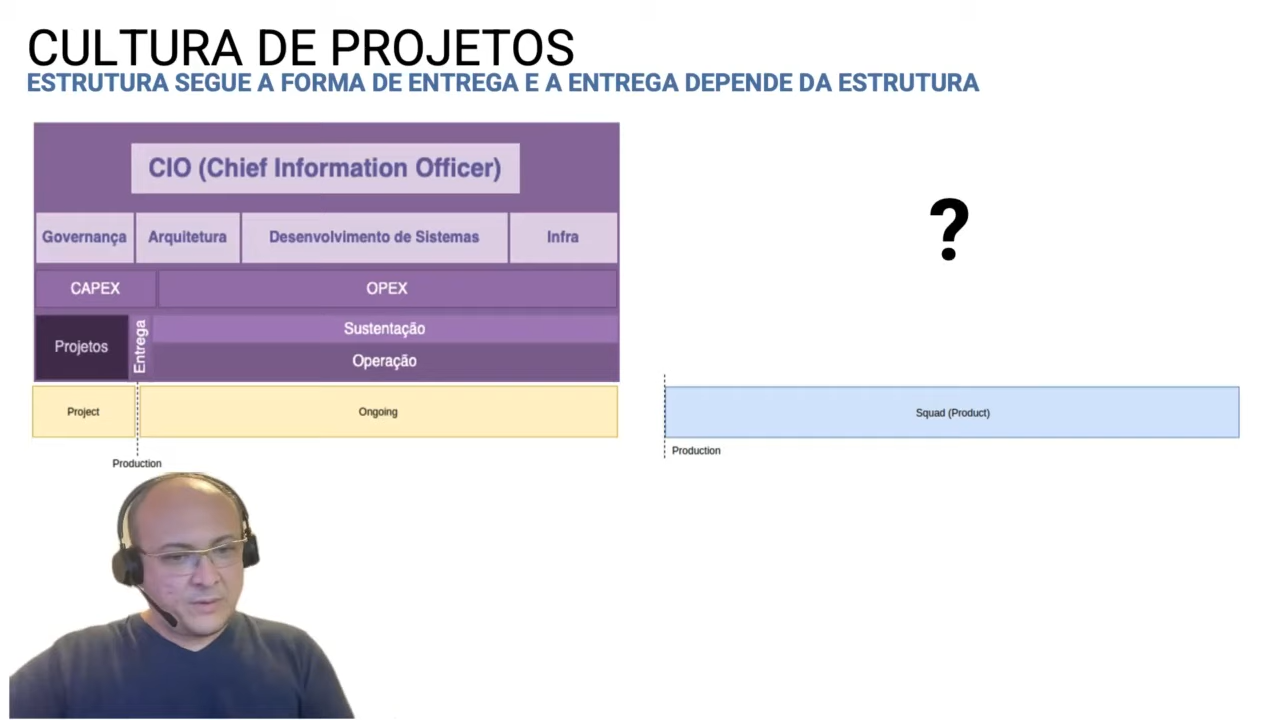 CULTURA DE PROJETOS
ESTRUTURA SEGUE A FORMA DE ENTREGA E A ENTREGA DEPENDE DA ESTRUTURA
CIO (Chief Information Officer)
Governança
Arquitetura
Desenvolvimento de Sistemas
Infra
CAPEX
OPEX
Projetos
Entrega
Sustentação
Operação
Project
Ongoing
Production
?
Squad (Product)
Production